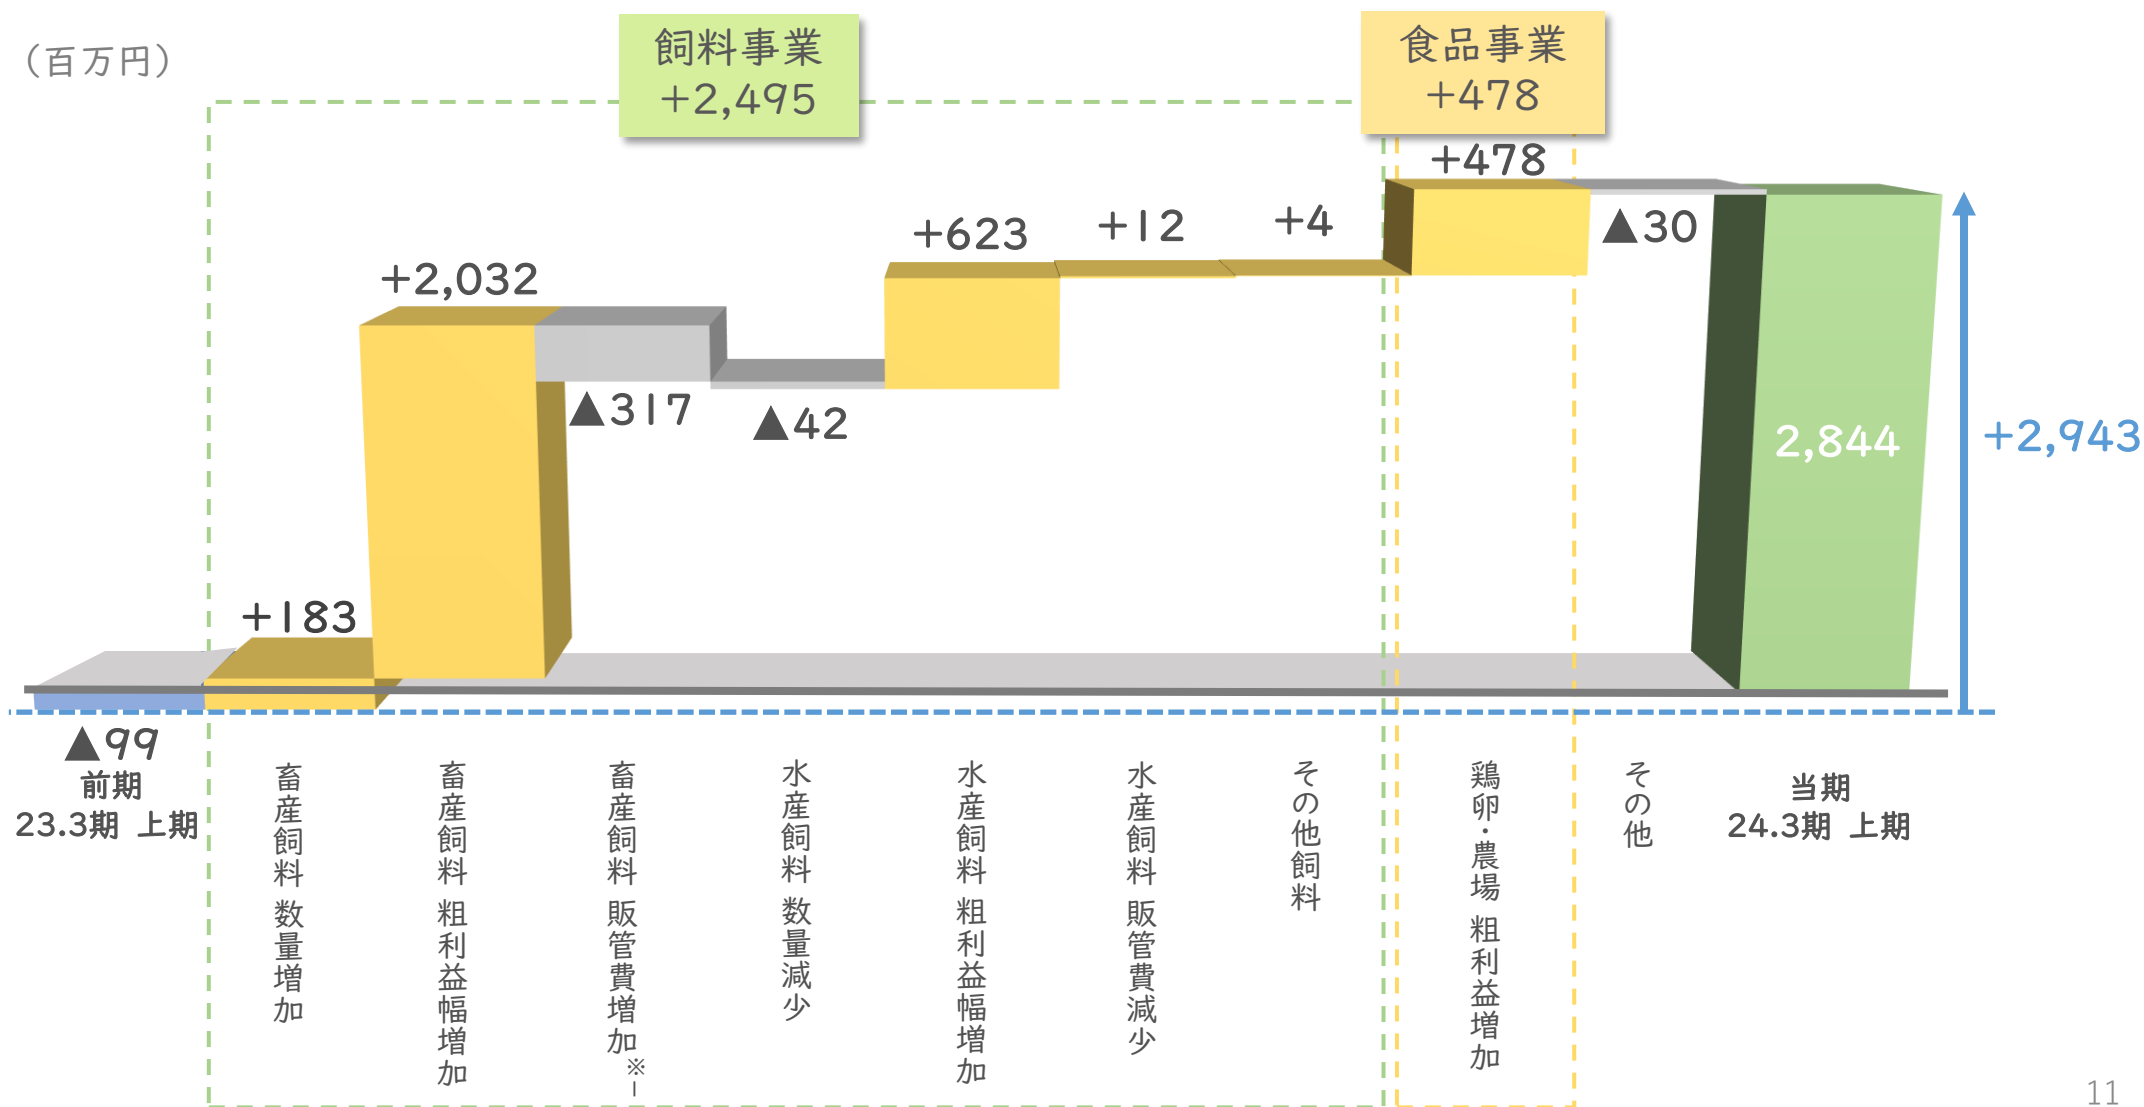 （百万円）
飼料事業
+2,495
食品事業
+478
+183
+2,032
▲317
▲42
+623
+12
+4
+478
▲30
2,844
+2,943
▲99
前期
23.3期 上期
畜産飼料 数量増加
畜産飼料 粗利益幅増加
畜産飼料 販管費増加※1
水産飼料 数量減少
水産飼料 粗利益幅増加
水産飼料 販管費減少
その他飼料
鶏卵・農場 粗利益増加
その他
当期
24.3期 上期
11